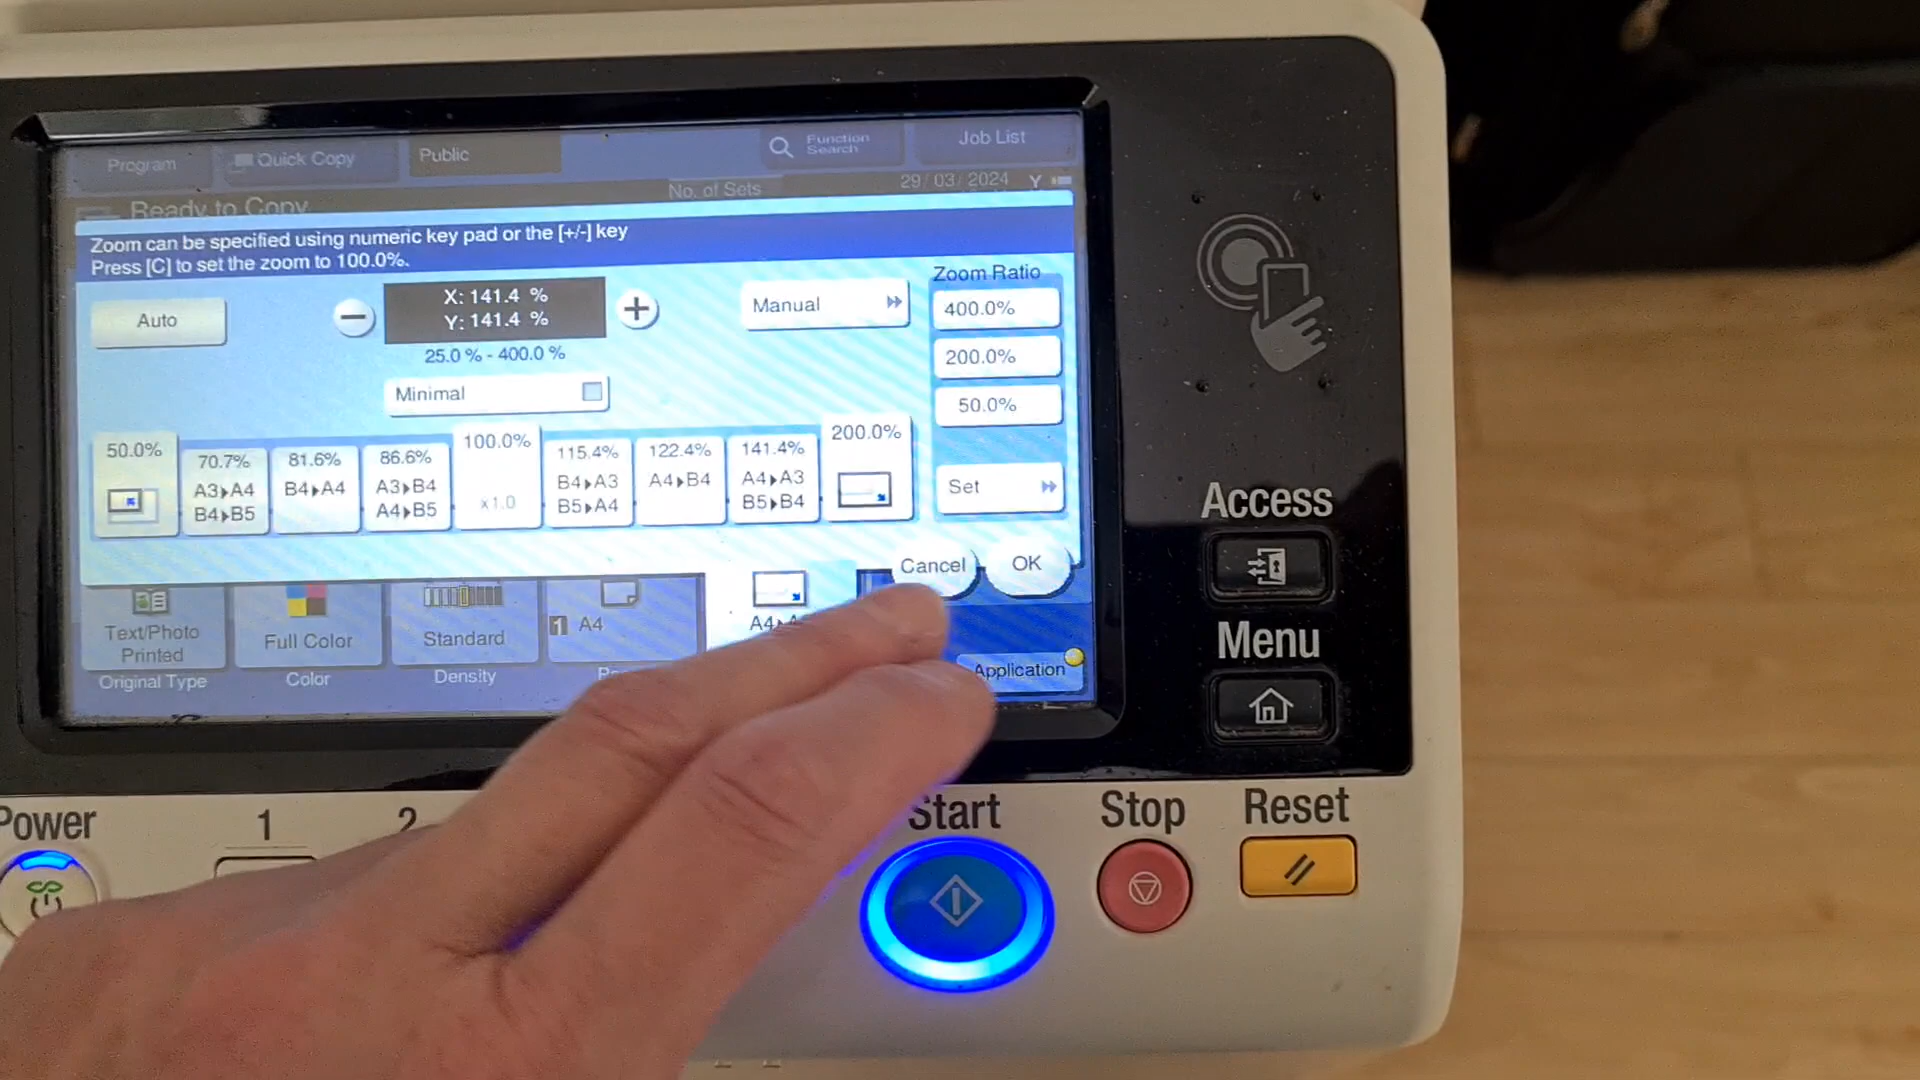 Program
Quick Copy
Public
Function
Search
Job List
Ready to Copy
No. of Sets
29/03/2024
Y
Zoom can be specified using numeric key pad or the [+/-] key
Press [C] to set the zoom to 100.0%.
Auto
X: 141.4 %
Y: 141.4 %
25.0 % - 400.0 %
Minimal
Manual
Zoom Ratio
400.0%
200.0%
50.0%
Set
50.0%
70.7%
A3▸A4
B4▸B5
81.6%
B4▸A4
86.6%
A3▸B4
A4▸B5
100.0%
x1.0
115.4%
B4▸A3
B5▸A4
122.4%
A4▸B4
141.4%
A4▸A3
B5▸B4
200.0%
Cancel
OK
Text/Photo
Printed
Original Type
Full Color
Color
Standard
Density
1 A4
A4▸
Application
Access
Menu
Power
1
2
Start
Stop
Reset